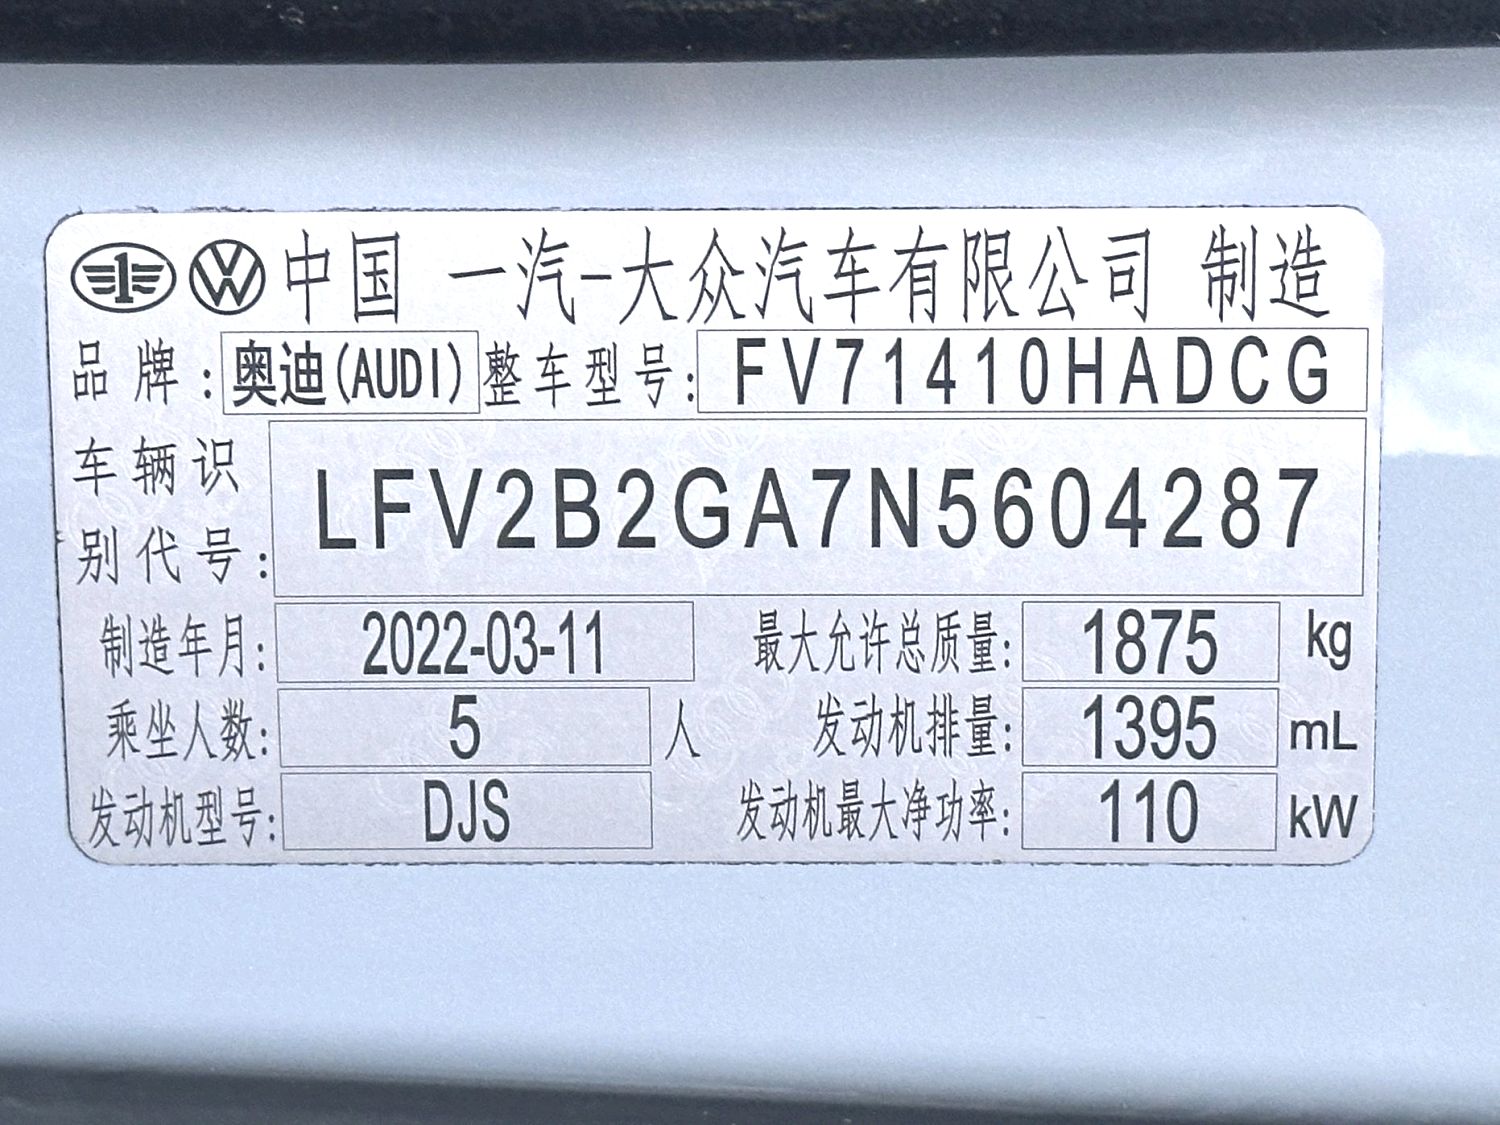 中国 一汽-大众汽车有限公司 制造
品牌: 奥迪(AUDI) 整车型号: FV71410HADCG
车辆识别代号: LFV2B2GA7N5604287
制造年月: 2022-03-11 最大允许总质量: 1875 kg
乘坐人数: 5 人 发动机排量: 1395 mL
发动机型号: DJS 发动机最大净功率: 110 kW